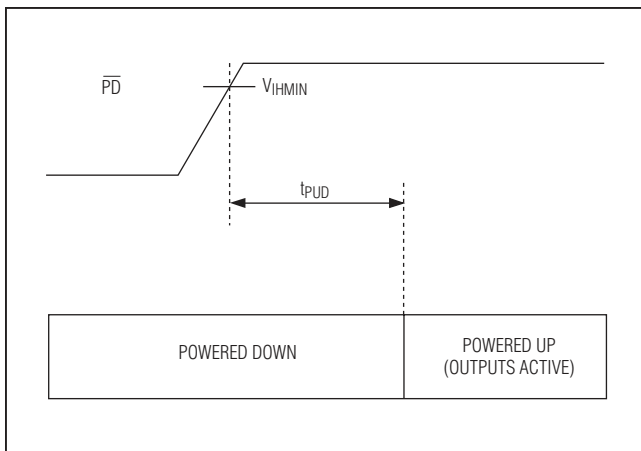 PD
VIHMIN
tPUD
POWERED DOWN
POWERED UP
(OUTPUTS ACTIVE)